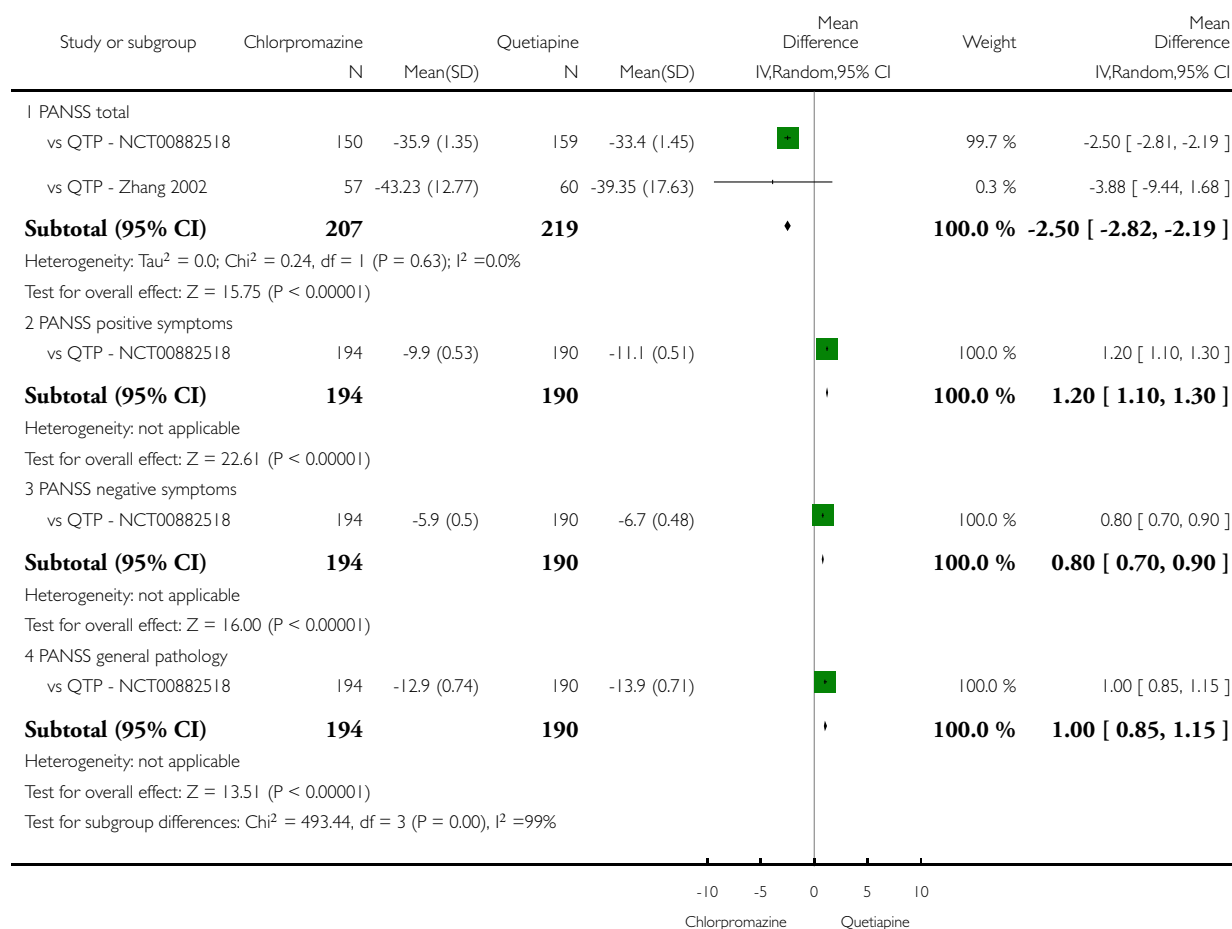 Mean Mean
Study or subgroup Chlorpromazine Quetiapine Difference Weight Difference
N Mean(SD) N Mean(SD) IV,Random,95% CI IV,Random,95% CI
1 PANSS total
vs QTP - NCT00882518 150 -35.9 (1.35) 159 -33.4 (1.45) 99.7 % -2.50 [ -2.81, -2.19 ]
vs QTP - Zhang 2002 57 -43.23 (12.77) 60 -39.35 (17.63) 0.3 % -3.88 [ -9.44, 1.68 ]
Subtotal (95% CI) 207 219 100.0 % -2.50 [ -2.82, -2.19 ]
Heterogeneity: Tau² = 0.0; Chi² = 0.24, df = 1 (P = 0.63); I² =0.0%
Test for overall effect: Z = 15.75 (P < 0.00001)
2 PANSS positive symptoms
vs QTP - NCT00882518 194 -9.9 (0.53) 190 -11.1 (0.51) 100.0 % 1.20 [ 1.10, 1.30 ]
Subtotal (95% CI) 194 190 100.0 % 1.20 [ 1.10, 1.30 ]
Heterogeneity: not applicable
Test for overall effect: Z = 22.61 (P < 0.00001)
3 PANSS negative symptoms
vs QTP - NCT00882518 194 -5.9 (0.5) 190 -6.7 (0.48) 100.0 % 0.80 [ 0.70, 0.90 ]
Subtotal (95% CI) 194 190 100.0 % 0.80 [ 0.70, 0.90 ]
Heterogeneity: not applicable
Test for overall effect: Z = 16.00 (P < 0.00001)
4 PANSS general pathology
vs QTP - NCT00882518 194 -12.9 (0.74) 190 -13.9 (0.71) 100.0 % 1.00 [ 0.85, 1.15 ]
Subtotal (95% CI) 194 190 100.0 % 1.00 [ 0.85, 1.15 ]
Heterogeneity: not applicable
Test for overall effect: Z = 13.51 (P < 0.00001)
Test for subgroup differences: Chi² = 493.44, df = 3 (P = 0.00), I² =99%
-10 -5 0 5 10
Chlorpromazine Quetiapine